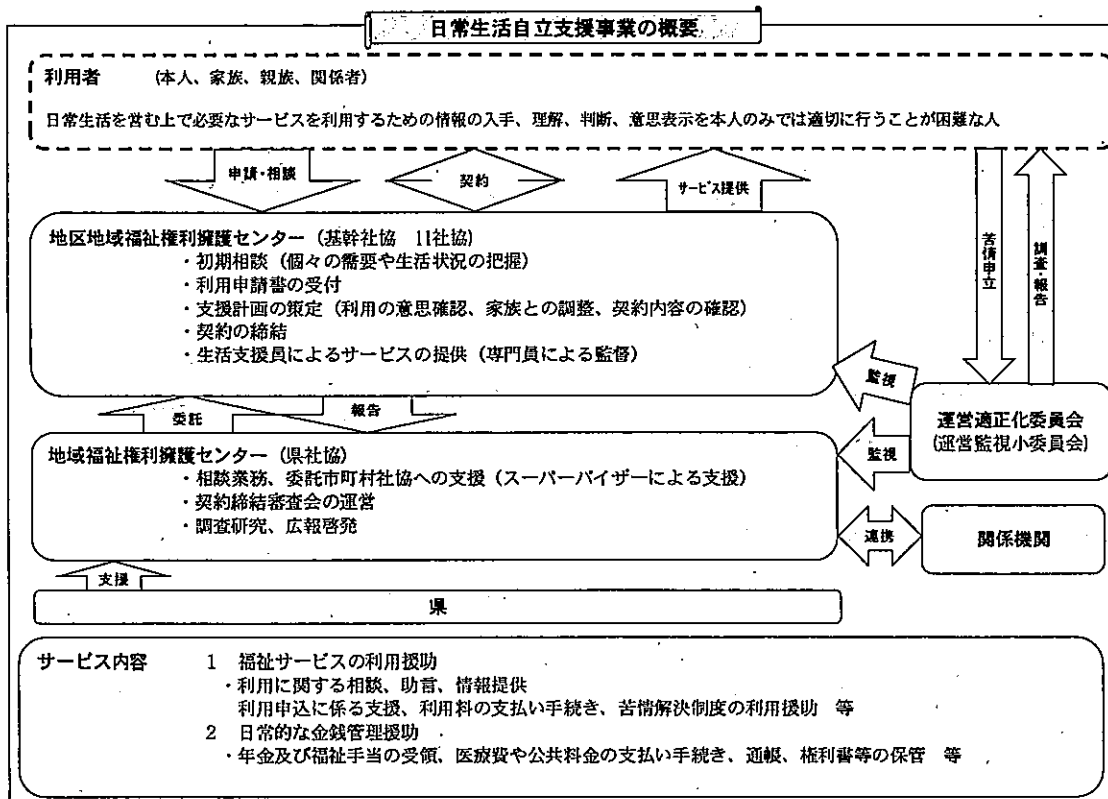 日常生活自立支援事業の概要
利用者 (本人、家族、親族、関係者)
日常生活を営む上で必要なサービスを利用するための情報の入手、理解、判断、意思表示を本人のみでは適切に行うことが困難な人
申請・相談
契約
サービス提供
苦情申立
調査・報告
地区地域福祉権利擁護センター (基幹社協 11社協)
・初期相談 (個々の需要や生活状況の把握)
・利用申請書の受付
・支援計画の策定 (利用の意思確認、家族との調整、契約内容の確認)
・契約の締結
・生活支援員によるサービスの提供 (専門員による監督)
監視
委託
報告
運営適正化委員会
(運営監視小委員会)
地域福祉権利擁護センター (県社協)
・相談業務、委託市町村社協への支援 (スーパーバイザーによる支援)
・契約締結審査会の運営
・調査研究、広報啓発
監視
連携
関係機関
支援
県
サービス内容 1 福祉サービスの利用援助
・利用に関する相談、助言、情報提供
利用申込に係る支援、利用料の支払い手続き、苦情解決制度の利用援助 等
2 日常的な金銭管理援助
・年金及び福祉手当の受領、医療費や公共料金の支払い手続き、通帳、権利書等の保管 等